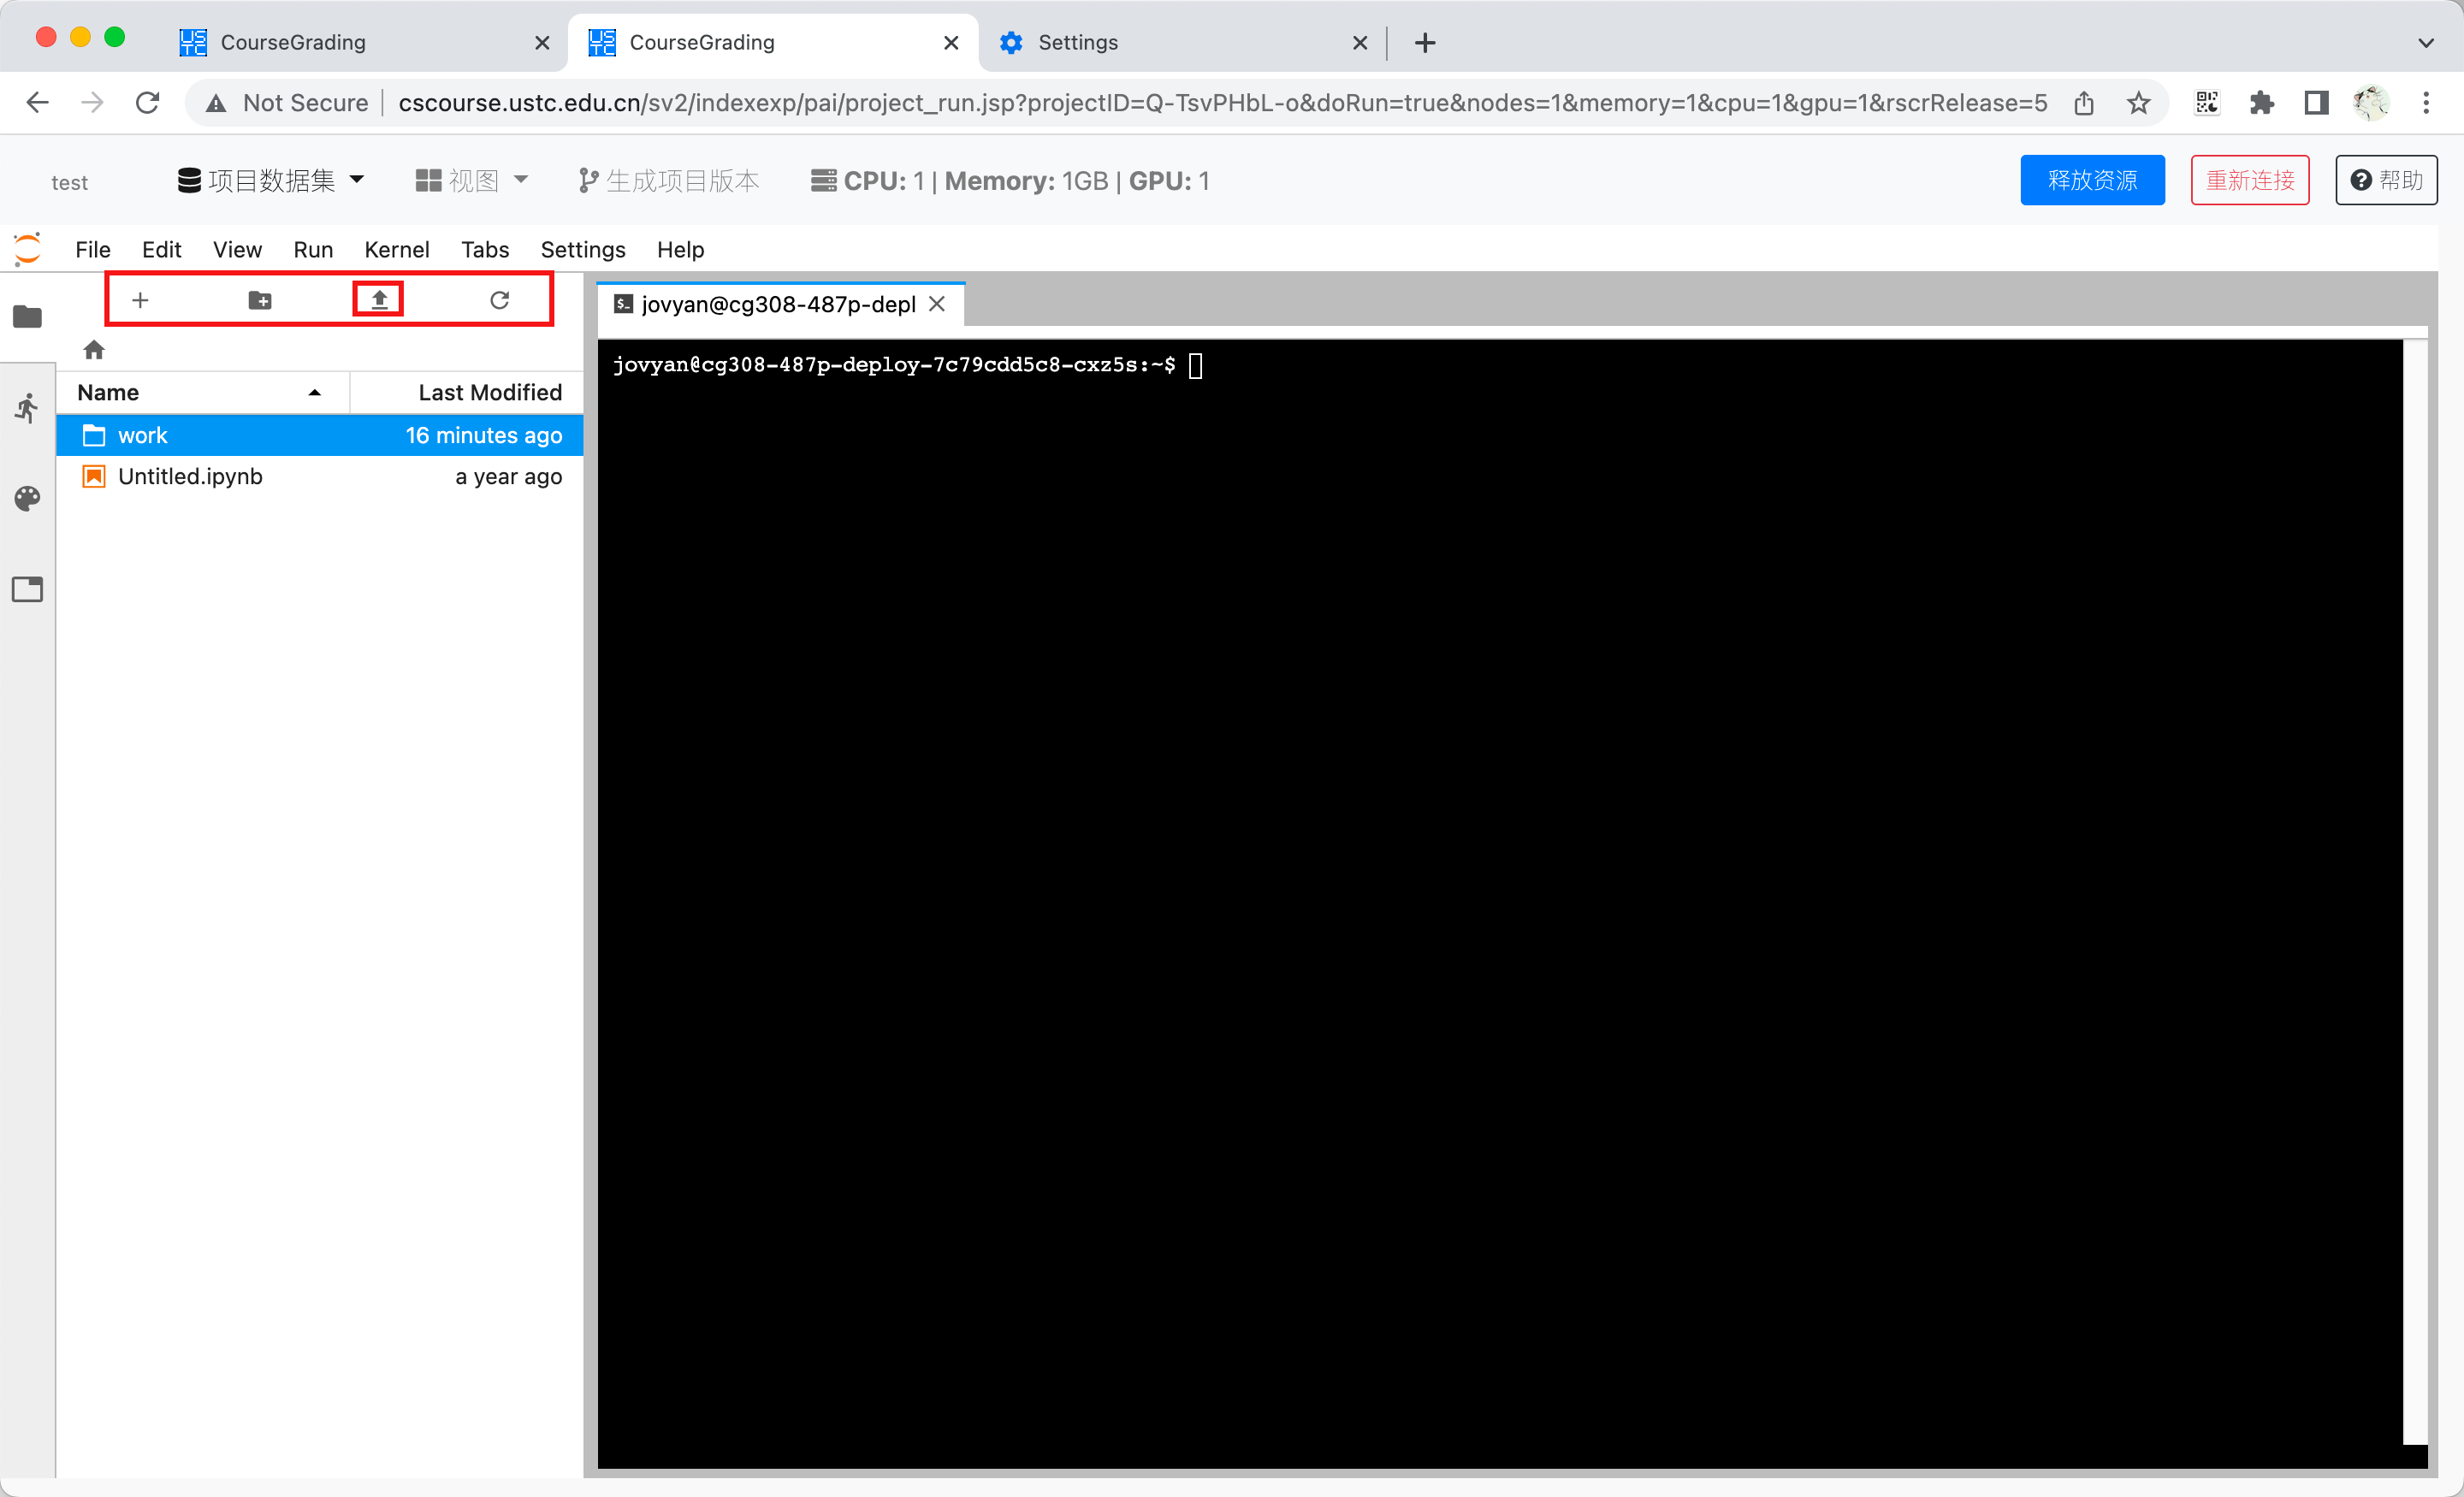 CourseGrading
CourseGrading
Settings
Not Secure
cscourse.ustc.edu.cn/sv2/indexexp/pai/project_run.jsp?projectID=Q-TsvPHbL-o&doRun=true&nodes=1&memory=1&cpu=1&gpu=1&rscrRelease=5
test 项目数据集 视图 生成项目版本 CPU: 1 | Memory: 1GB | GPU: 1 释放资源 重新连接 帮助
File Edit View Run Kernel Tabs Settings Help
jovyan@cg308-487p-depl
Name Last Modified
work 16 minutes ago
Untitled.ipynb a year ago
jovyan@cg308-487p-deploy-7c79cdd5c8-cxz5s:~$